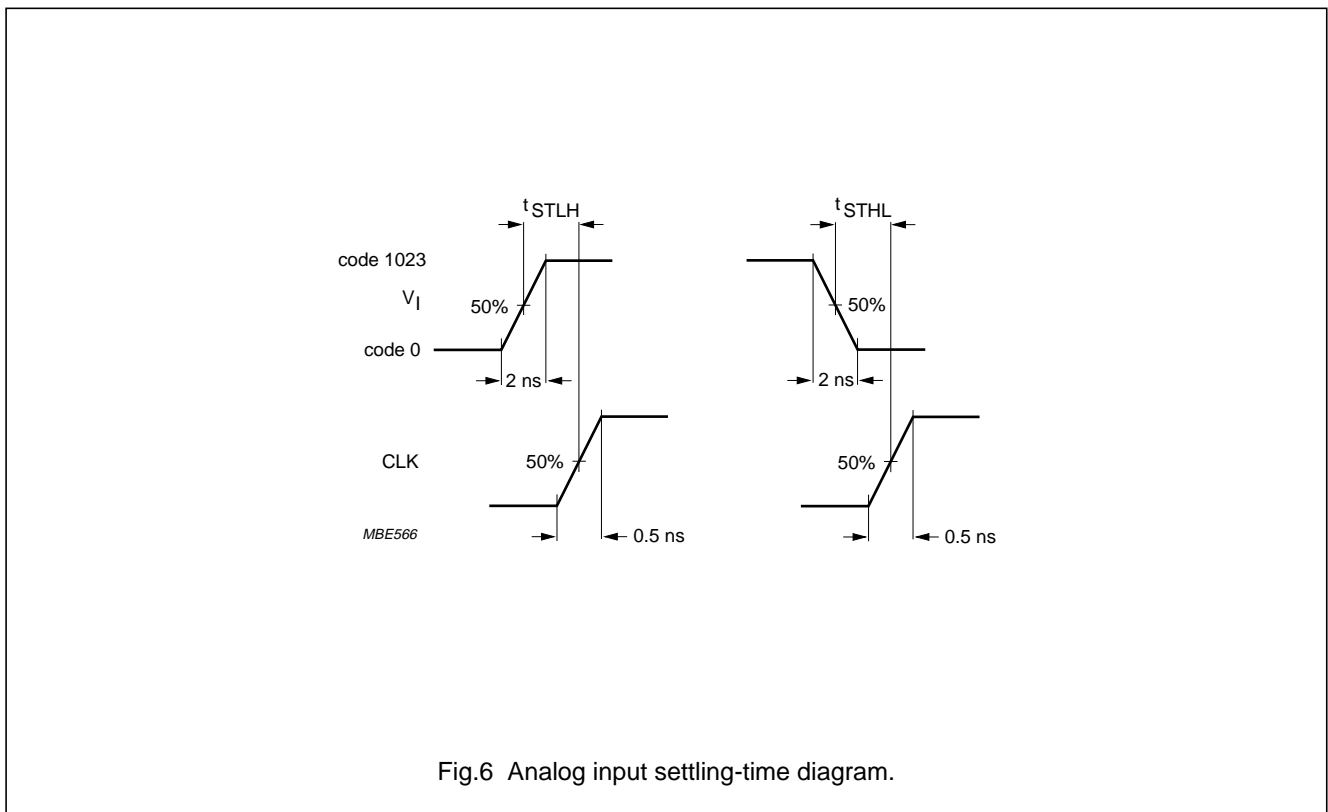 t STLH
t STHL
code 1023
VI
50%
50%
code 0
2 ns
2 ns
CLK
50%
50%
MBE566
0.5 ns
0.5 ns
Fig.6 Analog input settling-time diagram.